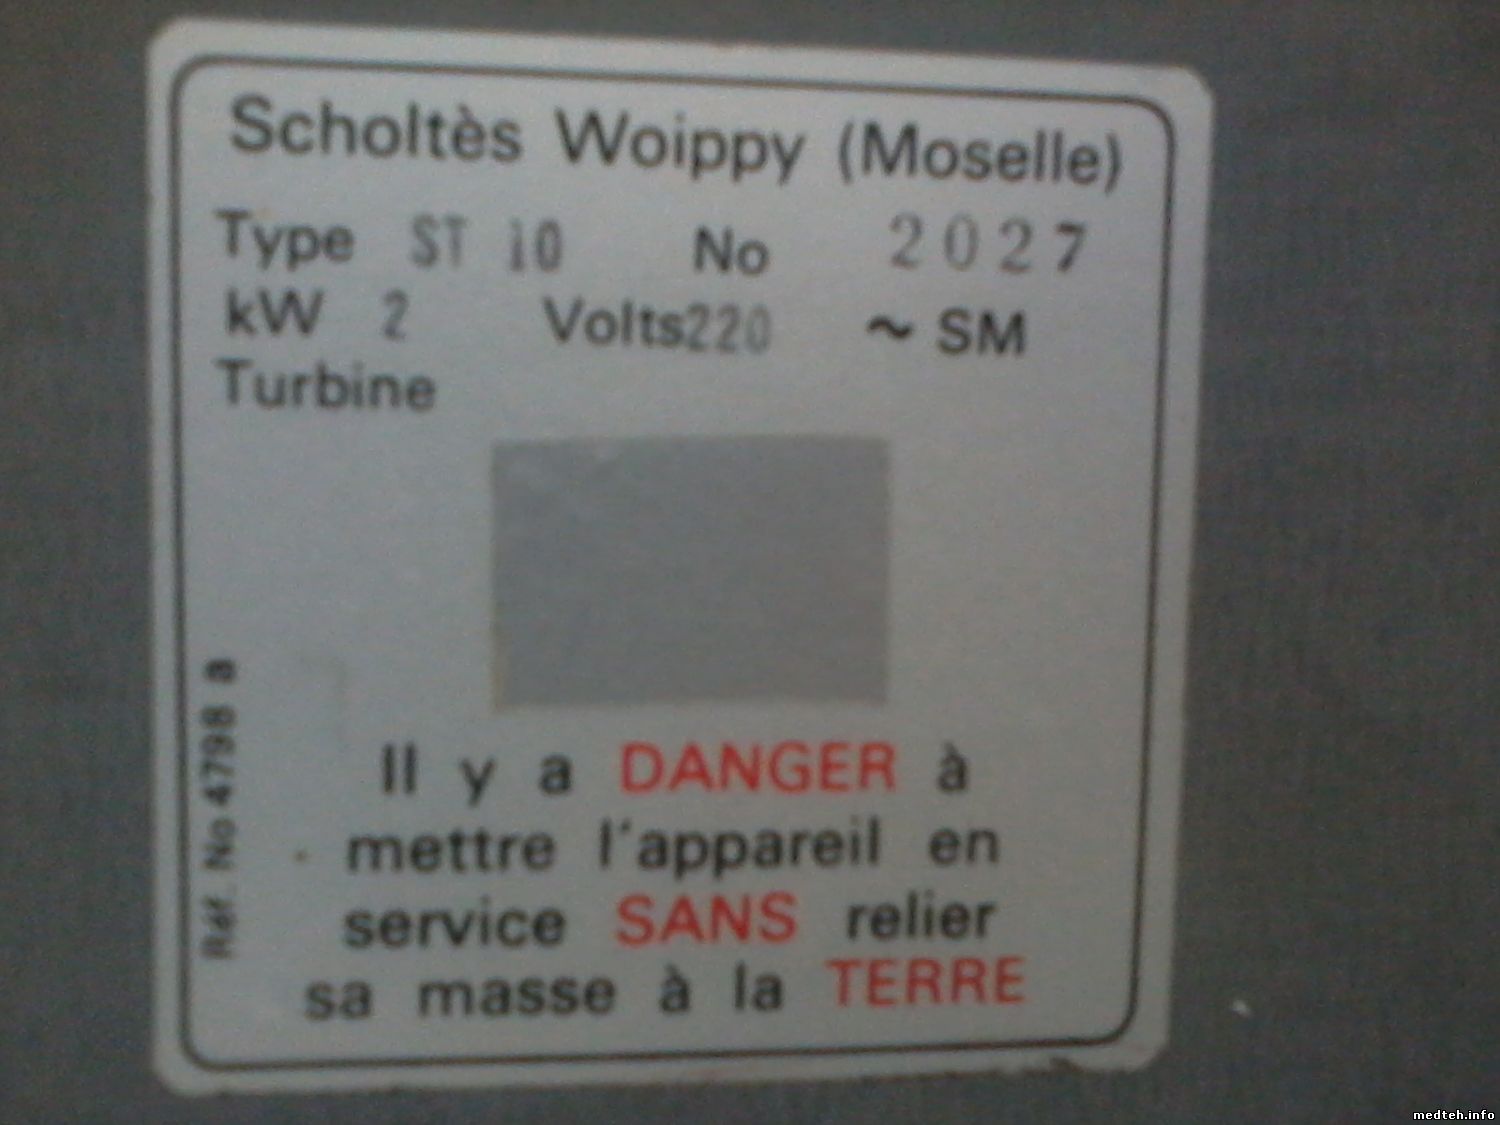 Scholtès Woippy (Moselle)
Type ST 10 No 2027
kW 2 Volts 220 ~ SM
Turbine
Réf. No 4798 a
Il y a DANGER à
mettre l'appareil en
service SANS relier
sa masse à la TERRE
medteh.info